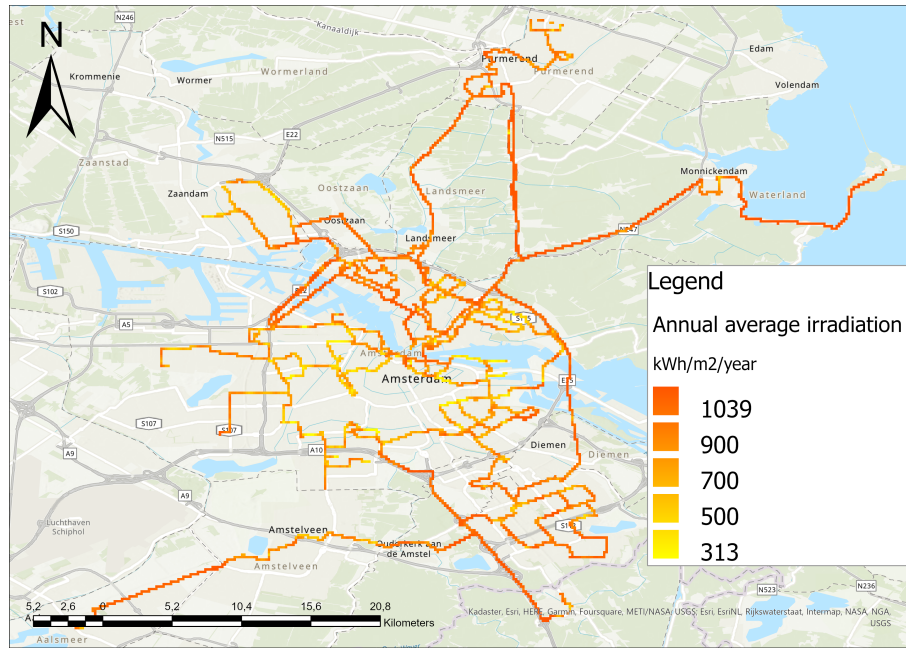 N246
Kanaaldijk
N
Edam
Purmerend
Krommenie
Wormer
Wormerland
Purmerend
Volendam
E22
N515
Zaanstad
Monnickendam
Zaandam
Oostzaan
Landsmeer
Waterland
Oostzaan
S150
N247
Landsmeer
Legend
S102
A5
Annual average irradiation
Amsterdam
kWh/m2/year
Amsterdam
1039
S107
S107
900
Diemen
A10
A9
Diemen
700
A9
500
Luchthaven
Schiphol
Amstelveen
Ouderkerk aan
de Amstel
313
Amstelveen
N523
N236
5,2 2,6 0 5,2 10,4 15,6 20,8
Kilometers
Kadaster, Esri, HERE, Garmin, Foursquare, METI/NASA, USGS; Esri, EsriNL, Rijkswaterstaat, Intermap, NASA, NGA,
USGS
Aalsmeer